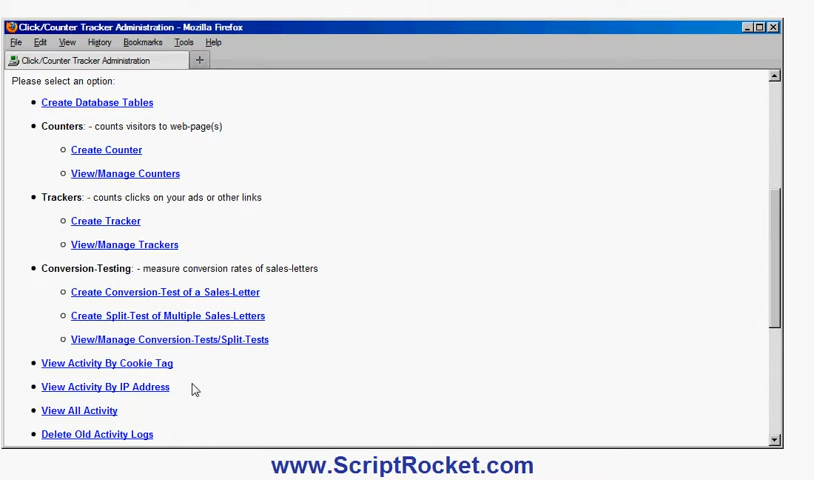 Click/Counter Tracker Administration - Mozilla Firefox
File Edit View History Bookmarks Tools Help
Click/Counter Tracker Administration
Please select an option:
Create Database Tables
Counters: - counts visitors to web-page(s)
Create Counter
View/Manage Counters
Trackers: - counts clicks on your ads or other links
Create Tracker
View/Manage Trackers
Conversion-Testing: - measure conversion rates of sales-letters
Create Conversion-Test of a Sales-Letter
Create Split-Test of Multiple Sales-Letters
View/Manage Conversion-Tests/Split-Tests
View Activity By Cookie Tag
View Activity By IP Address
View All Activity
Delete Old Activity Logs
www.ScriptRocket.com